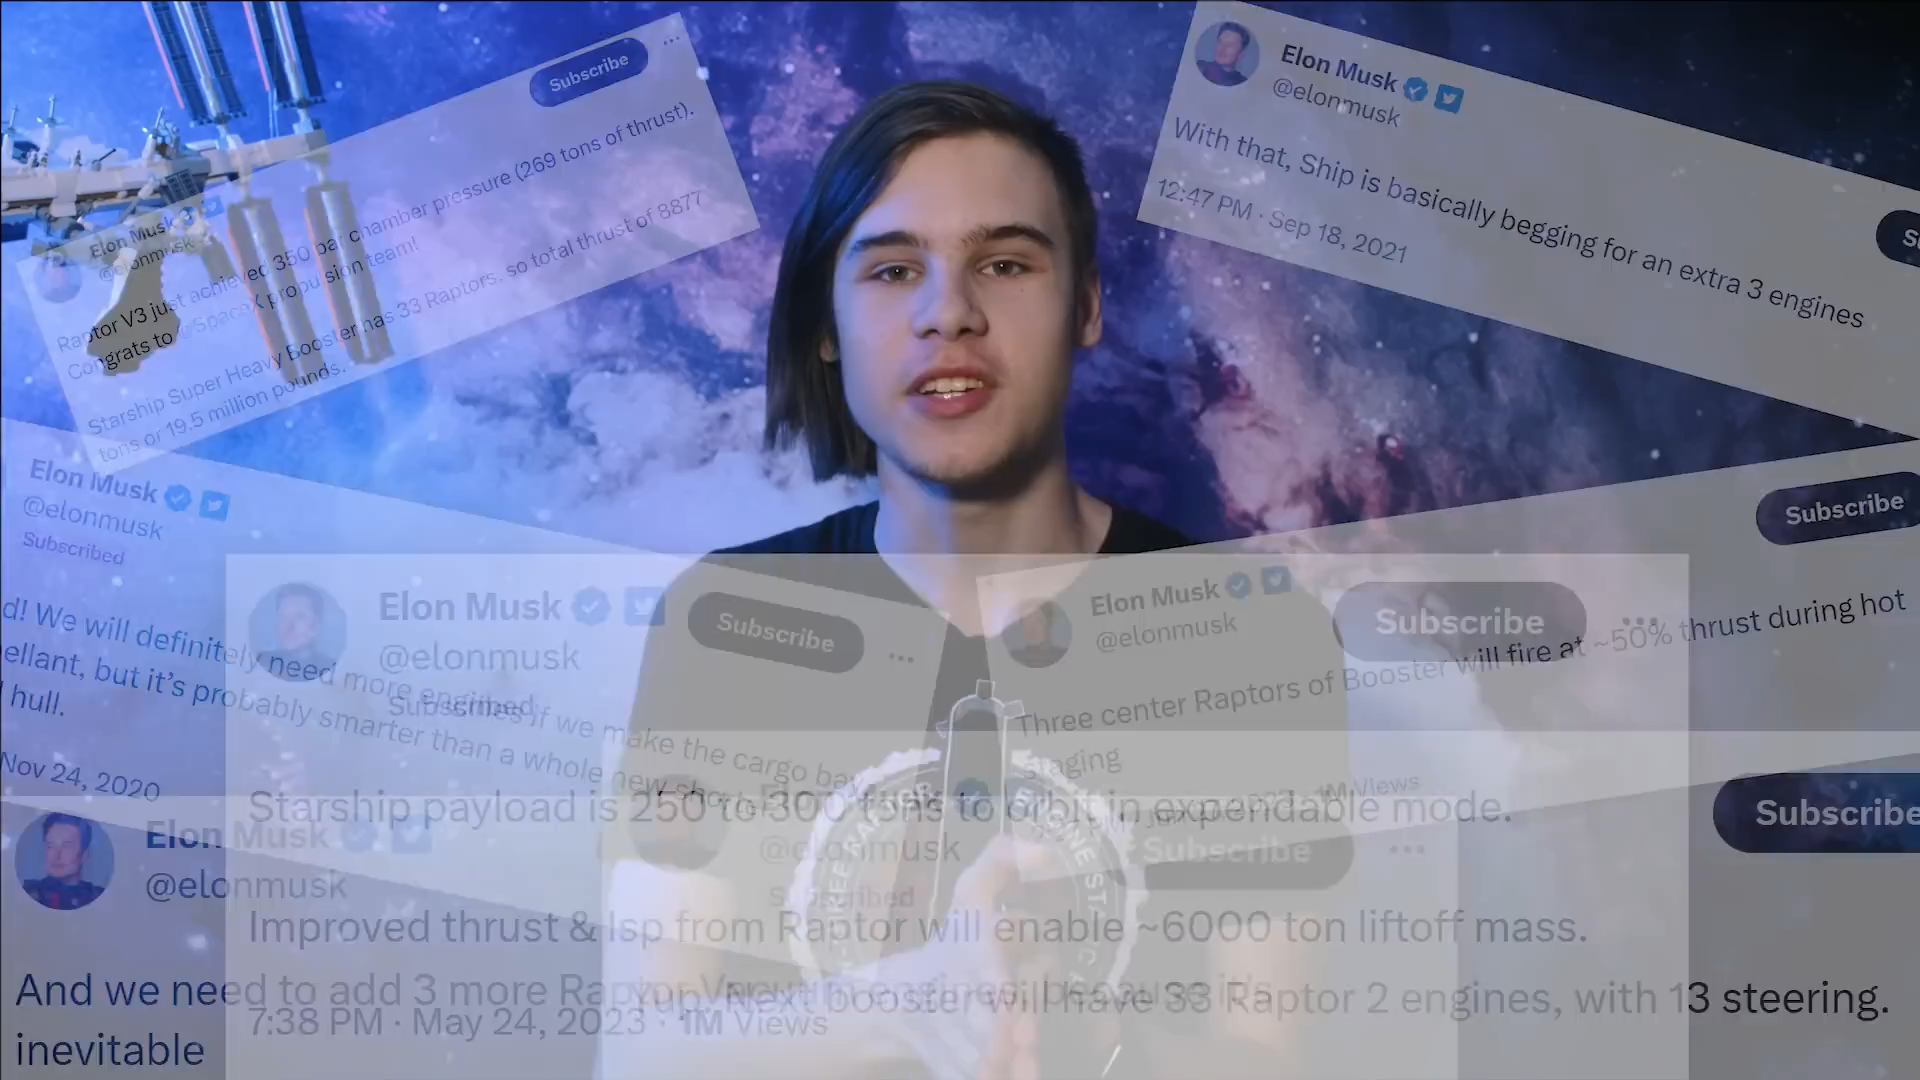 Subscribe
Elon Musk
@elonmusk
Raptor V3 just achieved 350 bar chamber pressure (269 tons of thrust).
Congrats to @SpaceX propulsion team!
Starship Super Heavy Booster has 33 Raptors, so total thrust of 8877
tons or 19.5 million pounds.
Elon Musk
@elonmusk
With that, Ship is basically begging for an extra 3 engines
12:47 PM · Sep 18, 2021
Elon Musk
@elonmusk
Subscribed
Subscribe
d! We will definitely need more engines if we make the cargo bay
ellant, but it's probably smarter than a whole new
hull.
Nov 24, 2020
Elon Musk
@elonmusk
Subscribe
Three center Raptors of Booster will fire at ~50% thrust during hot
staging
1M Views
Elon Musk
@elonmusk
Subscribed
Subscribe
Starship payload is 250 to 300 tons to orbit in expendable mode.
Improved thrust & Isp from Raptor will enable ~6000 ton liftoff mass.
7:38 PM · May 24, 2023 · 1M Views
Elon Musk
@elonmusk
Subscribe
And we need to add 3 more
inevitable
@elonmusk
Subscribed
Subscribe
Yup. Next booster will have 33 Raptor 2 engines, with 13 steering.